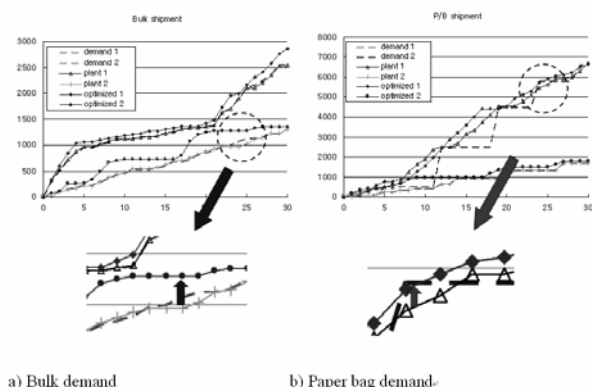 Bulk shipment
3000
2500
2000
1500
1000
500
0
0 5 10 15 20 25 30
demand 1
demand 2
plant 1
plant 2
optimized 1
optimized 2
P/B shipment
7000
6000
5000
4000
3000
2000
1000
0
0 5 10 15 20 25 30
demand 1
demand 2
plant 1
plant 2
optimized 1
optimized 2
a) Bulk demand
b) Paper bag demand